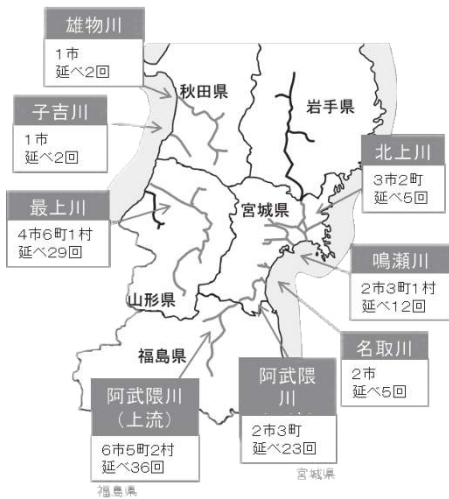 雄物川
1市
延べ2回
秋田県
岩手県
子吉川
1市
延べ2回
北上川
3市2町
延べ5回
最上川
4市6町1村
延べ29回
宮城県
鳴瀬川
2市3町1村
延べ12回
山形県
名取川
2市
延べ5回
福島県
阿武隈川
(上流)
6市5町2村
延べ36回
福島県
阿武隈
川
2市3町
延べ23回
宮城県